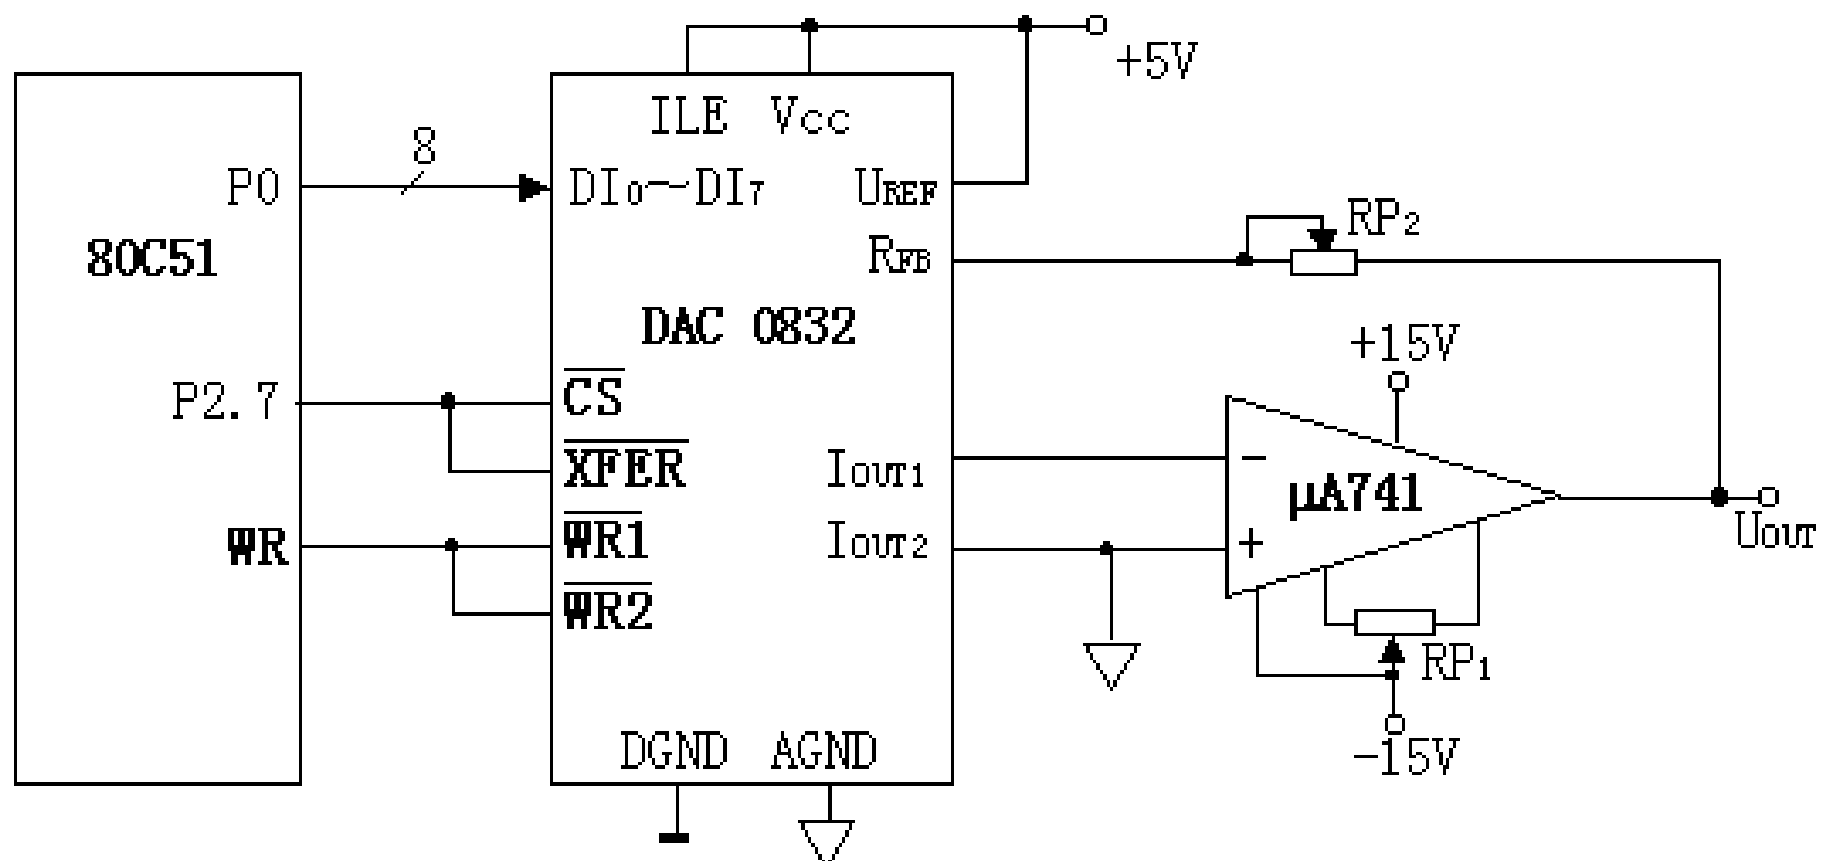 +5V
ILE Vcc
8
P0
DI0~DI7
UREF
RP2
80C51
RFB
DAC 0832
+15V
P2.7
CS
XFER
IOUT1
−
μA741
WR
WR1
IOUT2
+
UOUT
WR2
RP1
DGND AGND
-15V